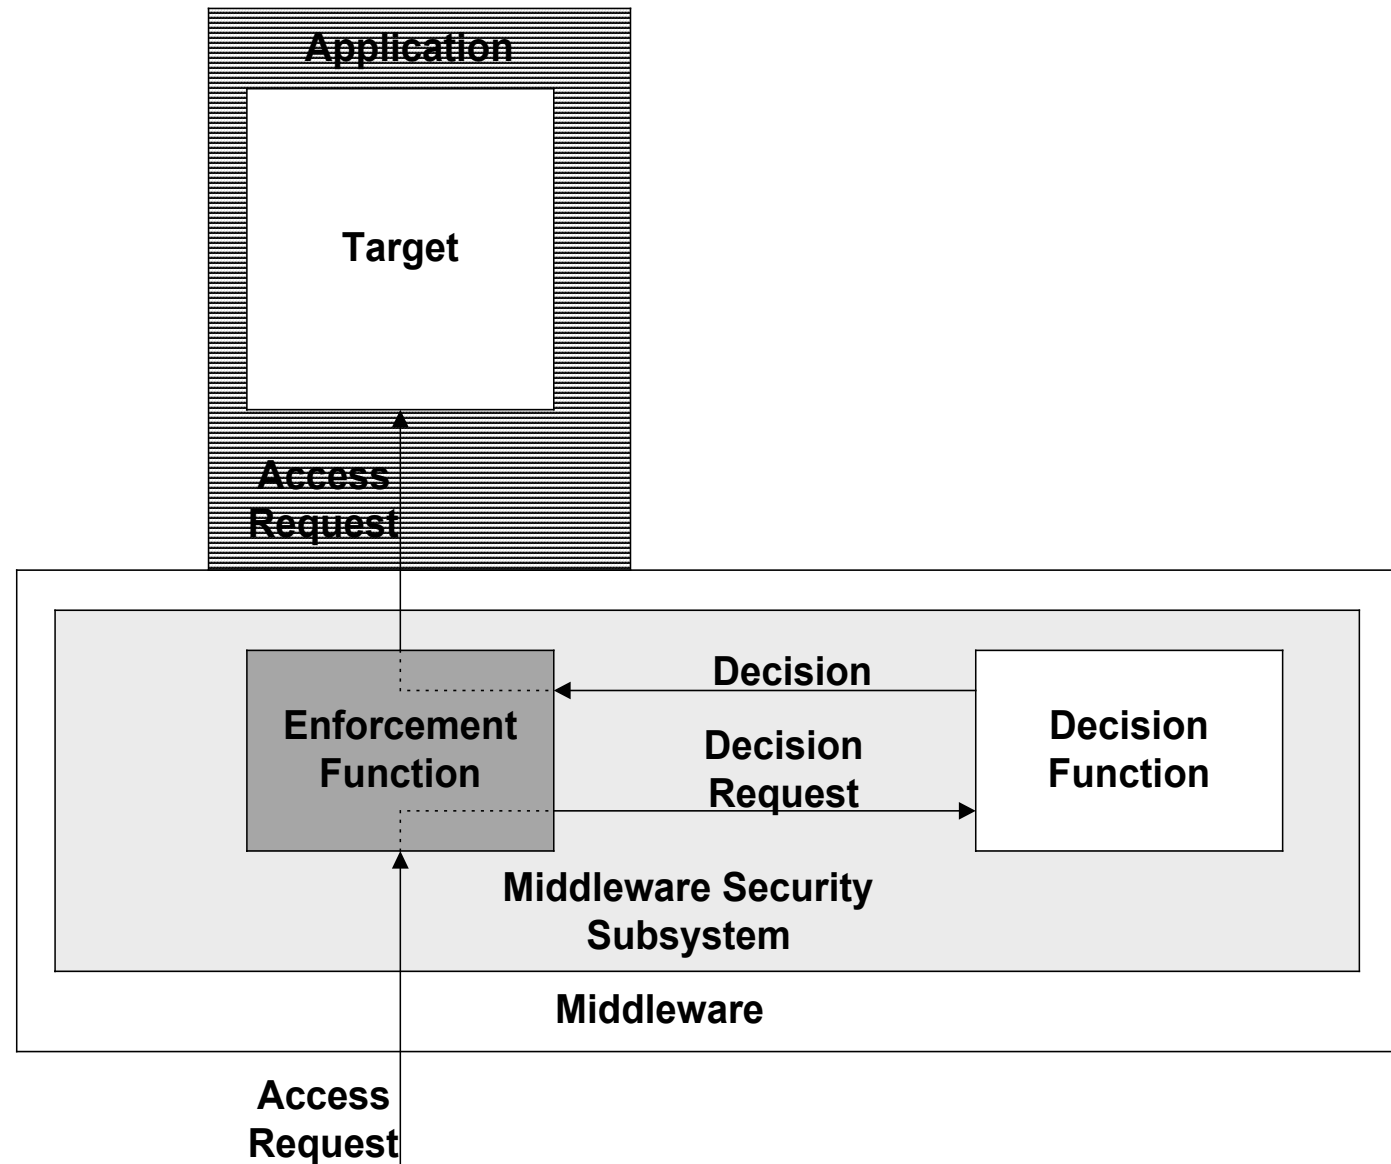 Application
Target
Access
Request
Decision
Enforcement
Function
Decision
Request
Decision
Function
Middleware Security
Subsystem
Middleware
Access
Request